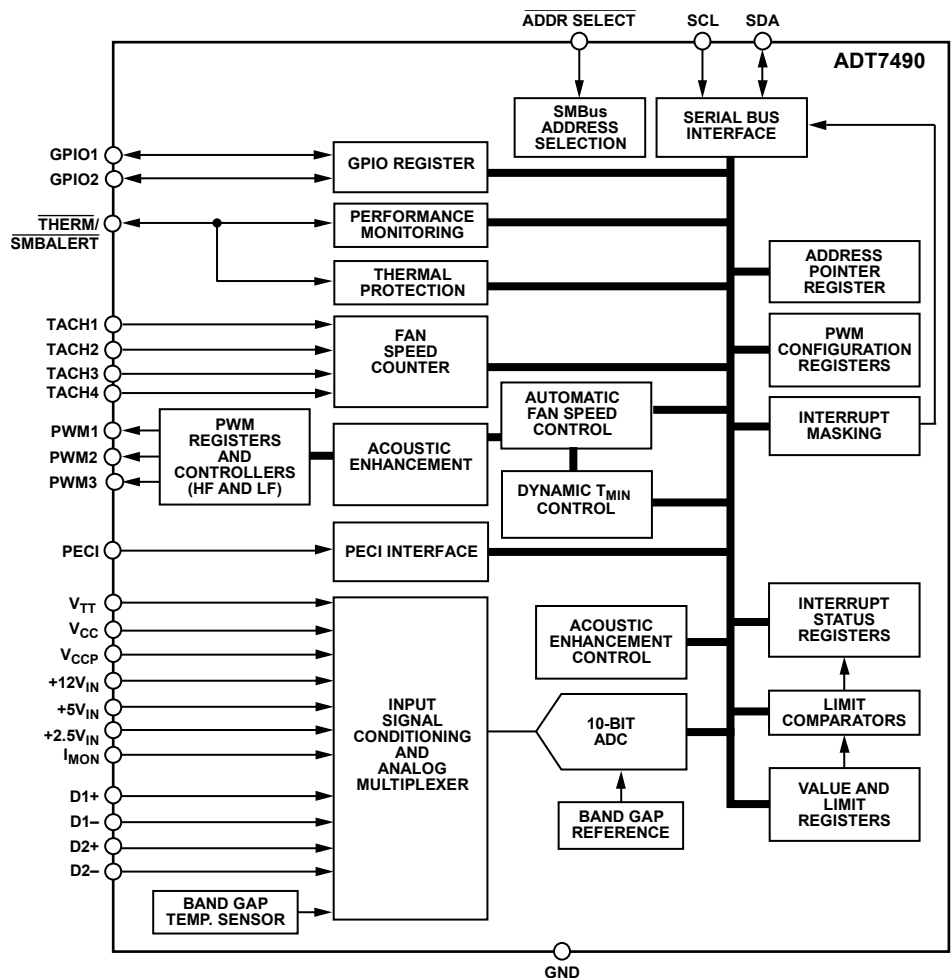 ADDR SELECT
SCL
SDA
ADT7490
SMBus
ADDRESS
SELECTION
SERIAL BUS
INTERFACE
GPIO1
GPIO2
GPIO REGISTER
THERM/
SMBALERT
PERFORMANCE
MONITORING
THERMAL
PROTECTION
ADDRESS
POINTER
REGISTER
TACH1
TACH2
TACH3
TACH4
FAN
SPEED
COUNTER
PWM
CONFIGURATION
REGISTERS
AUTOMATIC
FAN SPEED
CONTROL
INTERRUPT
MASKING
PWM1
PWM2
PWM3
PWM
REGISTERS
AND
CONTROLLERS
(HF AND LF)
ACOUSTIC
ENHANCEMENT
DYNAMIC TMIN
CONTROL
PECI
PECI INTERFACE
VTT
VCC
VCCP
+12VIN
+5VIN
+2.5VIN
IMON
D1+
D1–
D2+
D2–
INPUT
SIGNAL
CONDITIONING
AND
ANALOG
MULTIPLEXER
ACOUSTIC
ENHANCEMENT
CONTROL
INTERRUPT
STATUS
REGISTERS
10-BIT
ADC
LIMIT
COMPARATORS
BAND GAP
REFERENCE
VALUE AND
LIMIT
REGISTERS
BAND GAP
TEMP. SENSOR
GND